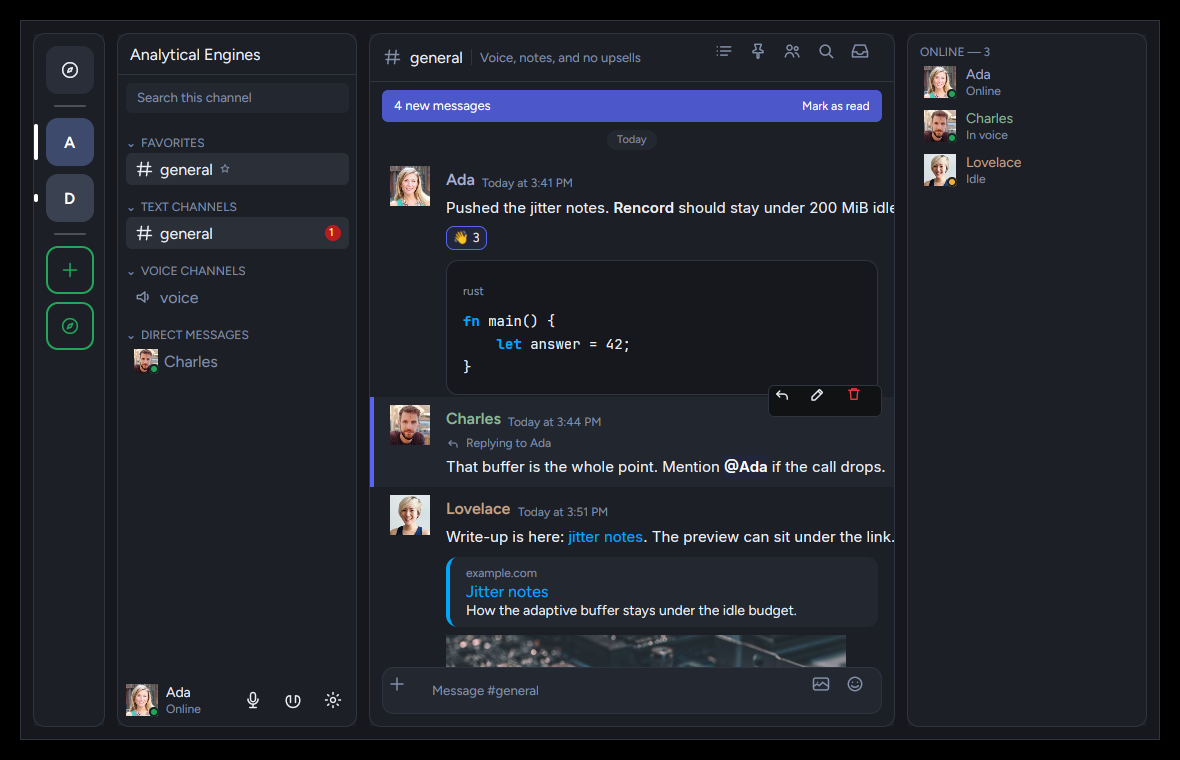 A
D
Analytical Engines
Search this channel
FAVORITES
# general
TEXT CHANNELS
# general 1
VOICE CHANNELS
voice
DIRECT MESSAGES
Charles
Ada
Online
# general Voice, notes, and no upsells
4 new messages Mark as read
Today
Ada Today at 3:41 PM
Pushed the jitter notes. Rencord should stay under 200 MiB idle
👋 3
rust
fn main() {
    let answer = 42;
}
Charles Today at 3:44 PM
Replying to Ada
That buffer is the whole point. Mention @Ada if the call drops.
Lovelace Today at 3:51 PM
Write-up is here: jitter notes. The preview can sit under the link.
example.com
Jitter notes
How the adaptive buffer stays under the idle budget.
Message #general
ONLINE — 3
Ada
Online
Charles
In voice
Lovelace
Idle